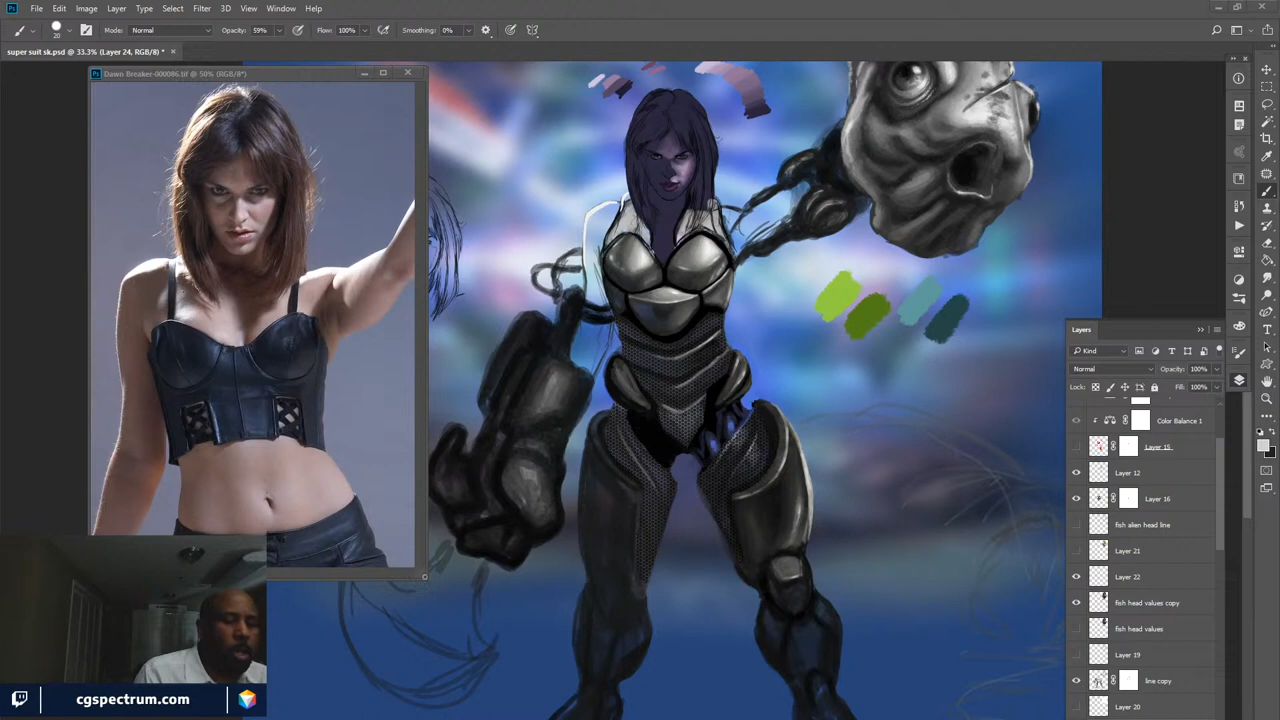 File Edit Image Layer Type Select Filter 3D View Window Help
20 Mode: Normal Opacity: 59% Flow: 100% Smoothing: 0%
super suit sk.psd @ 33.3% (Layer 24, RGB/8) *
Dawn Breaker-000086.tif @ 50% (RGB/8*)
Layers
Kind
Normal Opacity: 100%
Lock: Fill: 100%
Color Balance 1
Layer 15
Layer 12
Layer 16
fish alien head line
Layer 21
Layer 22
fish head values copy
fish head values
Layer 19
line copy
Layer 20
cgspectrum.com